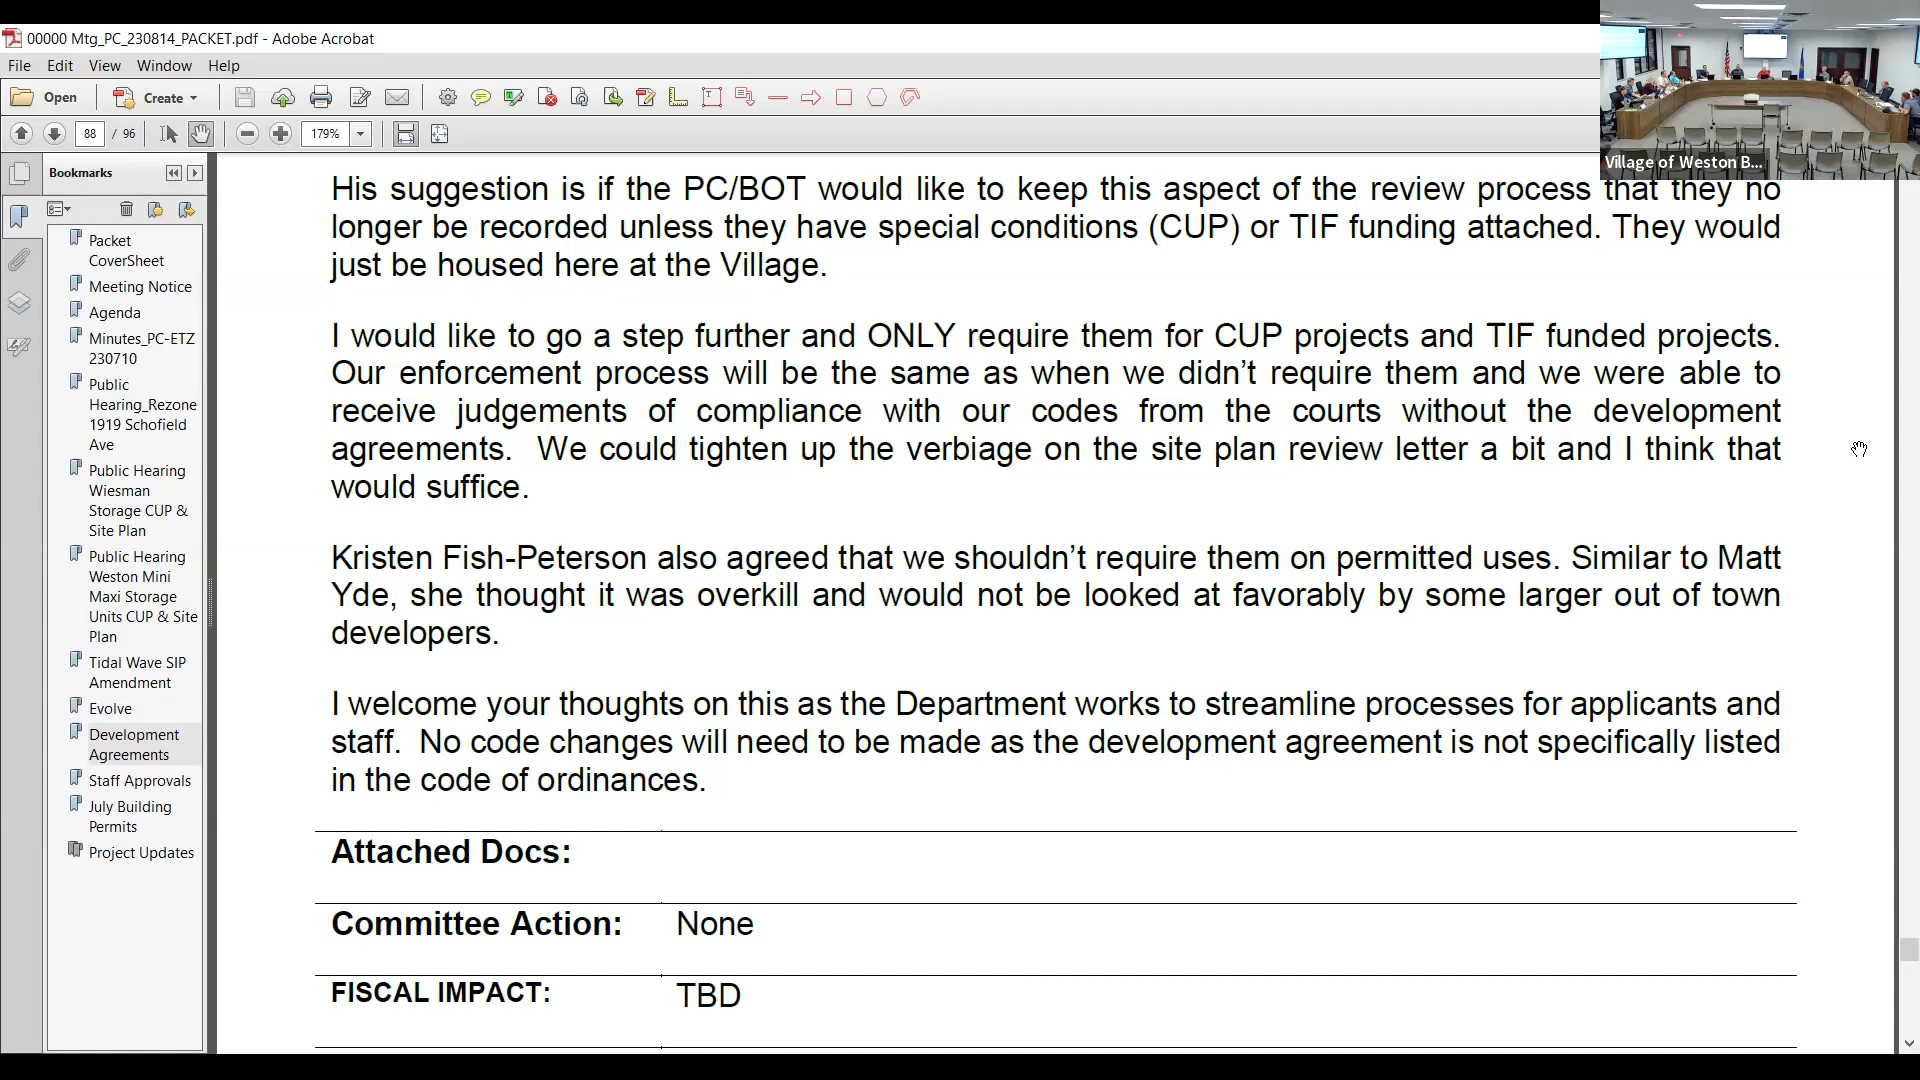 00000 Mtg_PC_230814_PACKET.pdf - Adobe Acrobat
File Edit View Window Help
Open Create
88 / 96 179%
Village of Weston B...
Bookmarks
Packet
CoverSheet
Meeting Notice
Agenda
Minutes_PC-ETZ
230710
Public
Hearing_Rezone
1919 Schofield
Ave
Public Hearing
Wiesman
Storage CUP &
Site Plan
Public Hearing
Weston Mini
Maxi Storage
Units CUP & Site
Plan
Tidal Wave SIP
Amendment
Evolve
Development
Agreements
Staff Approvals
July Building
Permits
Project Updates
His suggestion is if the PC/BOT would like to keep this aspect of the review process that they no
longer be recorded unless they have special conditions (CUP) or TIF funding attached. They would
just be housed here at the Village.
I would like to go a step further and ONLY require them for CUP projects and TIF funded projects.
Our enforcement process will be the same as when we didn't require them and we were able to
receive judgements of compliance with our codes from the courts without the development
agreements.  We could tighten up the verbiage on the site plan review letter a bit and I think that
would suffice.
Kristen Fish-Peterson also agreed that we shouldn't require them on permitted uses. Similar to Matt
Yde, she thought it was overkill and would not be looked at favorably by some larger out of town
developers.
I welcome your thoughts on this as the Department works to streamline processes for applicants and
staff.  No code changes will need to be made as the development agreement is not specifically listed
in the code of ordinances.
Attached Docs:
Committee Action: None
FISCAL IMPACT: TBD